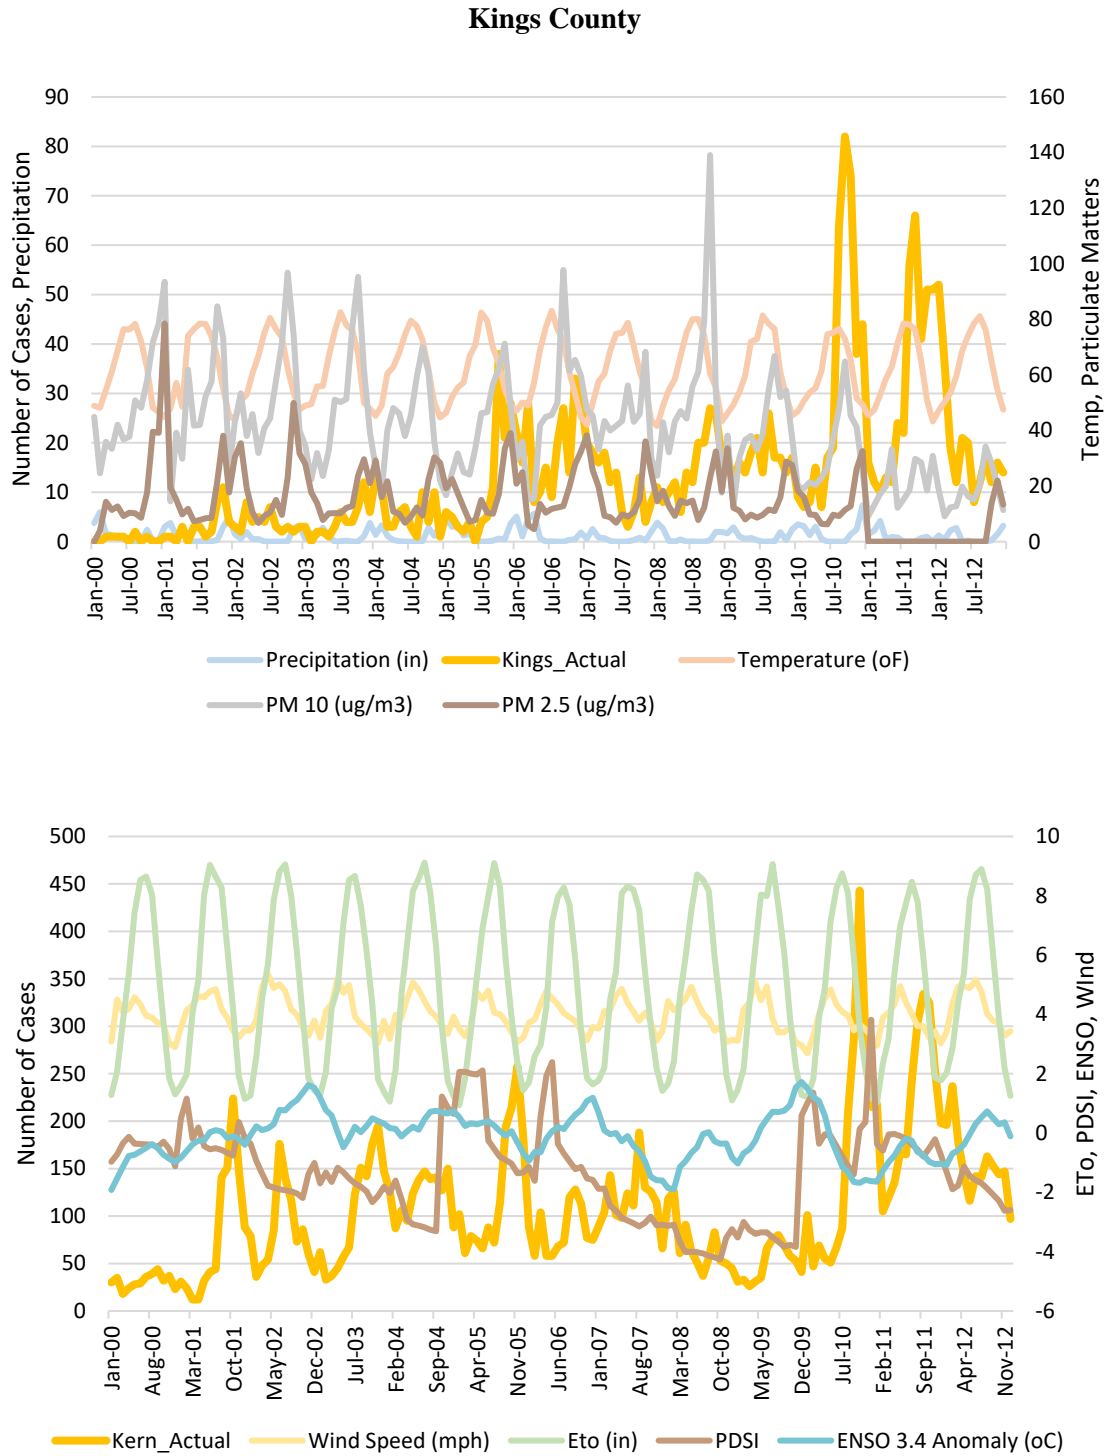 Kings County
90
80
70
60
50
40
30
20
10
0
Number of Cases, Precipitation
160
140
120
100
80
60
40
20
0
Temp, Particulate Matters
Jan-00
Jul-00
Jan-01
Jul-01
Jan-02
Jul-02
Jan-03
Jul-03
Jan-04
Jul-04
Jan-05
Jul-05
Jan-06
Jul-06
Jan-07
Jul-07
Jan-08
Jul-08
Jan-09
Jul-09
Jan-10
Jul-10
Jan-11
Jul-11
Jan-12
Jul-12
Precipitation (in) Kings_Actual Temperature (oF)
PM 10 (ug/m3) PM 2.5 (ug/m3)
500
450
400
350
300
250
200
150
100
50
0
Number of Cases
10
8
6
4
2
0
-2
-4
-6
ETo, PDSI, ENSO, WInd
Jan-00
Aug-00
Mar-01
Oct-01
May-02
Dec-02
Jul-03
Feb-04
Sep-04
Apr-05
Nov-05
Jun-06
Jan-07
Aug-07
Mar-08
Oct-08
May-09
Dec-09
Jul-10
Feb-11
Sep-11
Apr-12
Nov-12
Kern_Actual Wind Speed (mph) Eto (in) PDSI ENSO 3.4 Anomaly (oC)